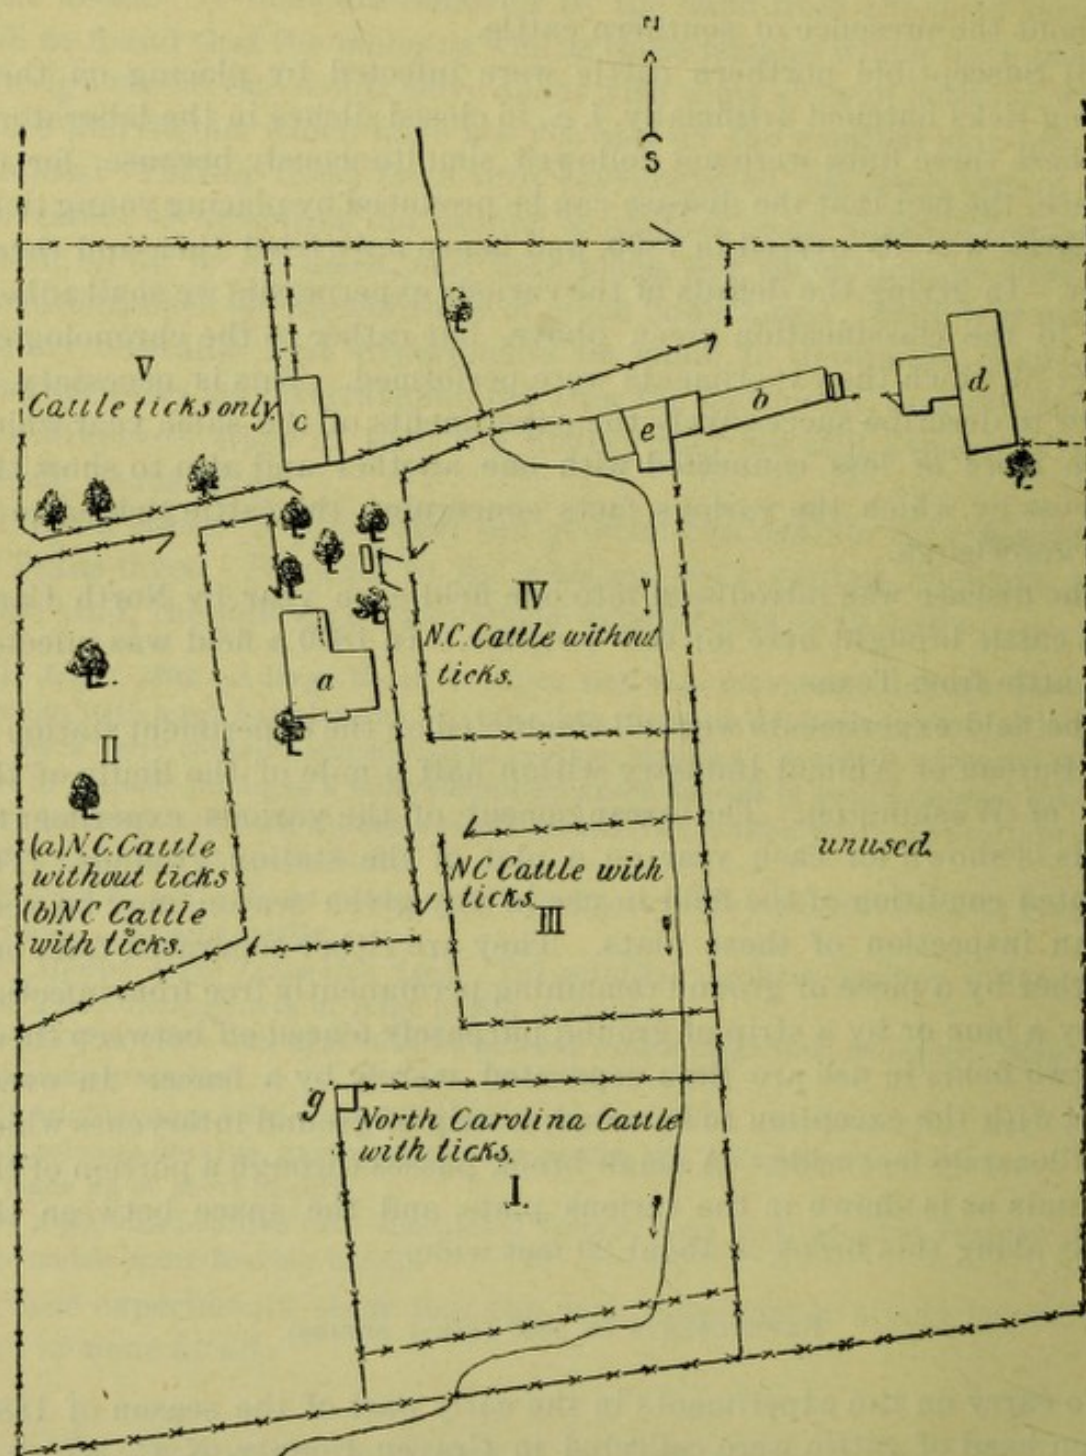 N
S
V
Cattle ticks only.
c
b
d
e
IV
N.C. Cattle without
ticks.
a
II
(a) N.C. Cattle
without ticks
(b) NC Cattle
with ticks.
NC Cattle with
ticks
III
unused.
g
North Carolina Cattle
with ticks.
I.